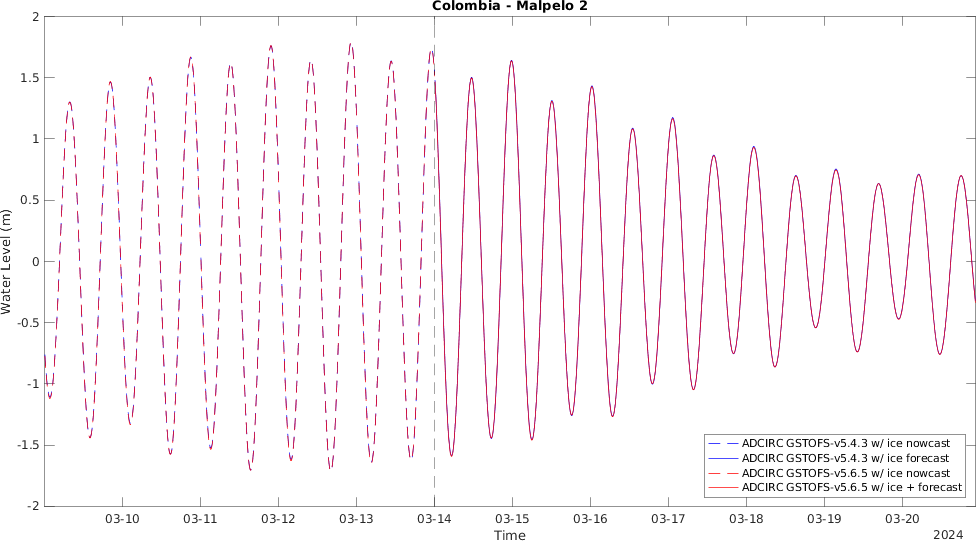 Colombia - Malpelo 2
2
1.5
1
0.5
0
-0.5
-1
-1.5
-2
Water Level (m)
ADCIRC GSTOFS-v5.4.3 w/ ice nowcast
ADCIRC GSTOFS-v5.4.3 w/ ice forecast
ADCIRC GSTOFS-v5.6.5 w/ ice nowcast
ADCIRC GSTOFS-v5.6.5 w/ ice + forecast
03-10 03-11 03-12 03-13 03-14 03-15 03-16 03-17 03-18 03-19 03-20
Time
2024